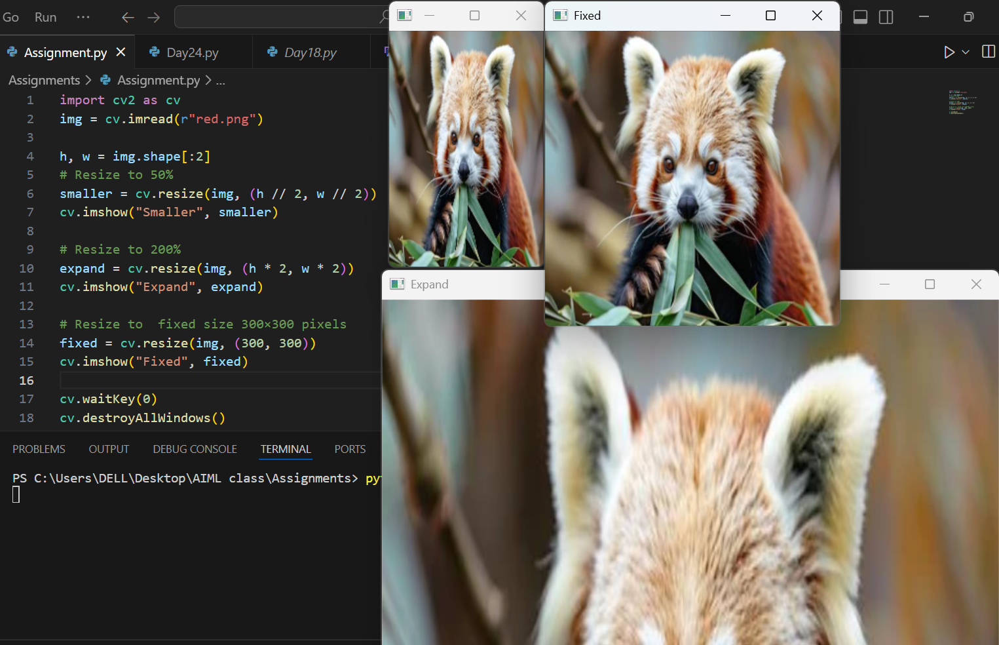 Go Run ...
Assignment.py Day24.py Day18.py
Assignments > Assignment.py > ...
1 import cv2 as cv
2 img = cv.imread(r"red.png")
3
4 h, w = img.shape[:2]
5 # Resize to 50%
6 smaller = cv.resize(img, (h // 2, w // 2))
7 cv.imshow("Smaller", smaller)
8
9 # Resize to 200%
10 expand = cv.resize(img, (h * 2, w * 2))
11 cv.imshow("Expand", expand)
12
13 # Resize to  fixed size 300×300 pixels
14 fixed = cv.resize(img, (300, 300))
15 cv.imshow("Fixed", fixed)
16
17 cv.waitKey(0)
18 cv.destroyAllWindows()
PROBLEMS OUTPUT DEBUG CONSOLE TERMINAL PORTS
PS C:\Users\DELL\Desktop\AIML class\Assignments> py
Fixed
Expand